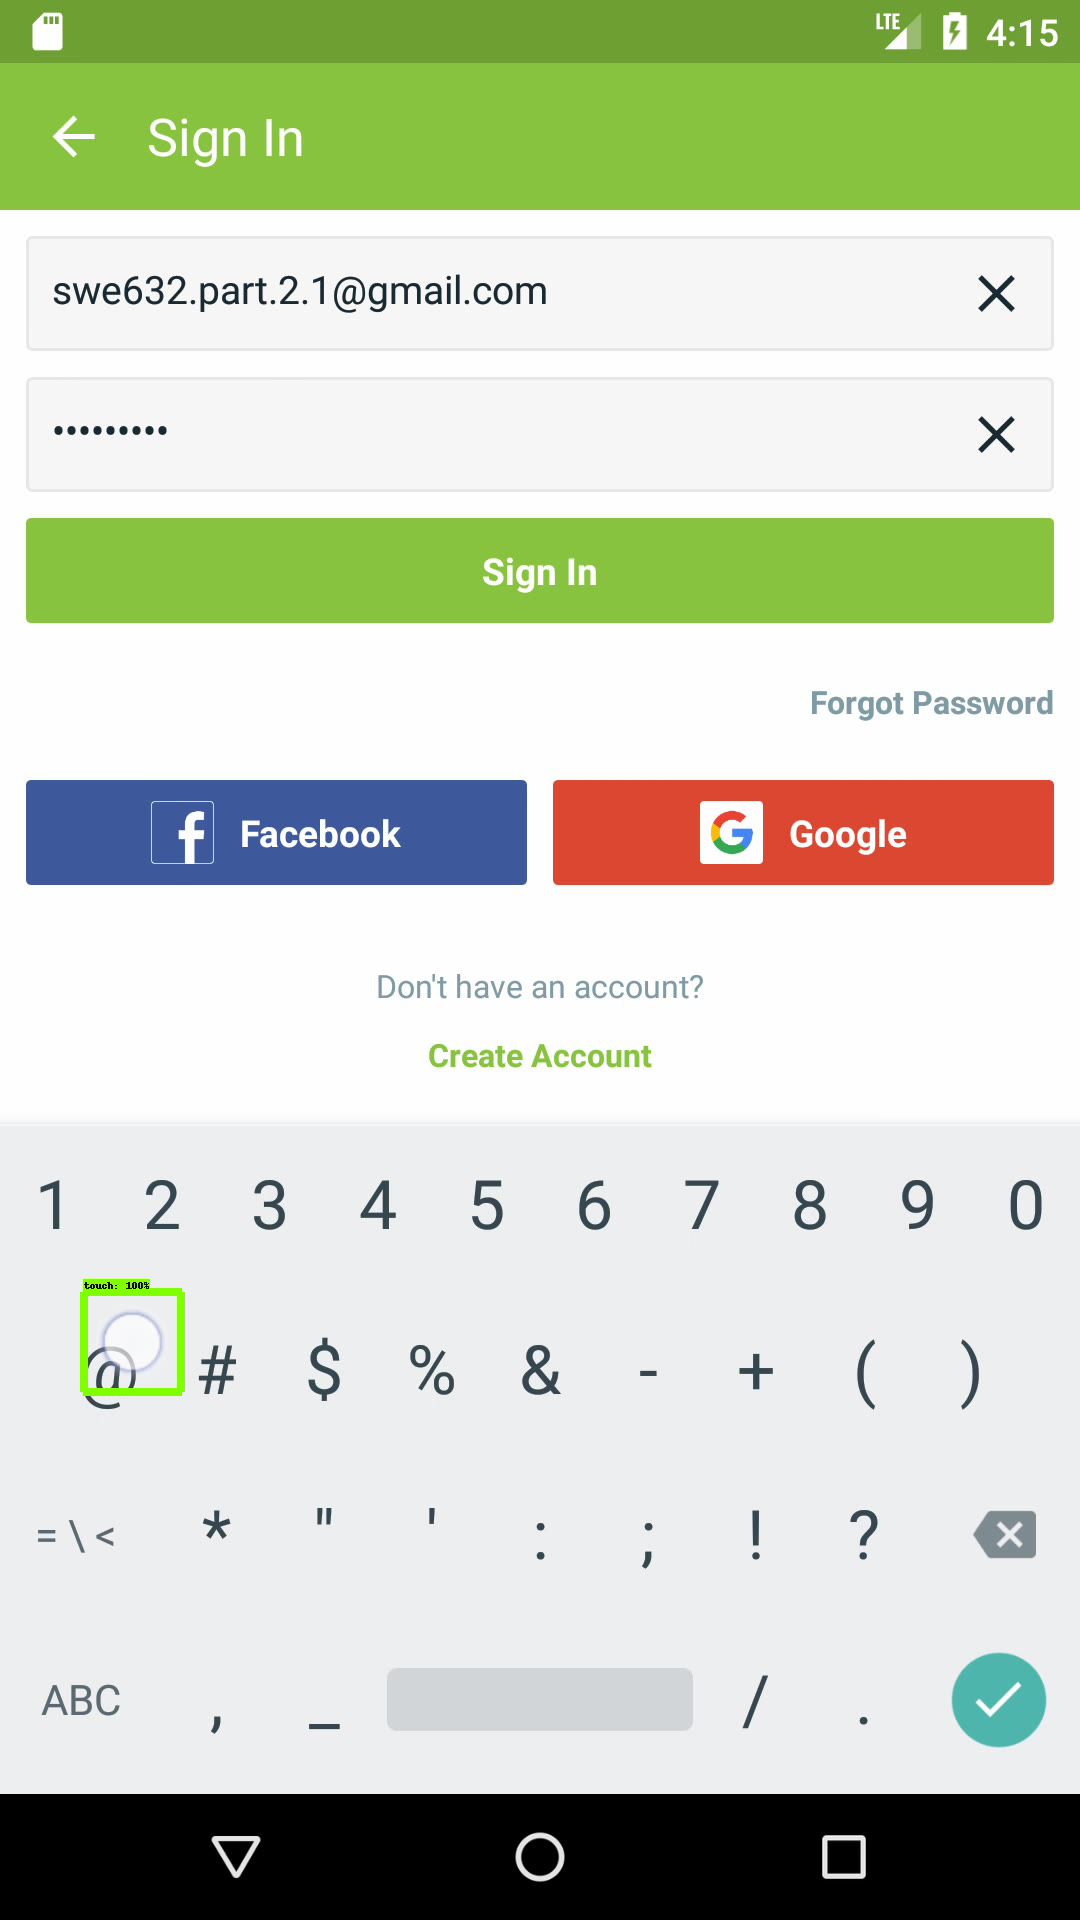 LTE 4:15
Sign In
swe632.part.2.1@gmail.com
•••••••••
Sign In
Forgot Password
Facebook Google
Don't have an account?
Create Account
1 2 3 4 5 6 7 8 9 0
touch: 100%
@ # $ % & - + ( )
= \ < * " ' : ; ! ?
ABC , _ / .